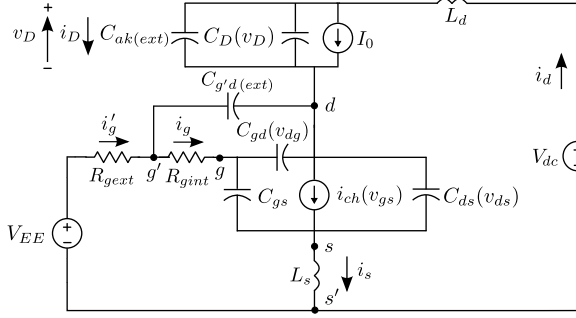 +
v_D i_D C_{ak(ext)} C_D(v_D) I_0 L_d
−
C_{g'd(ext)}
d
i_d
i'_g i_g C_{gd}(v_{dg})
R_{gext} g' R_{gint} g
C_{gs} i_{ch}(v_{gs}) C_{ds}(v_{ds})
V_{dc}
V_{EE} + −
s
L_s i_s
s'